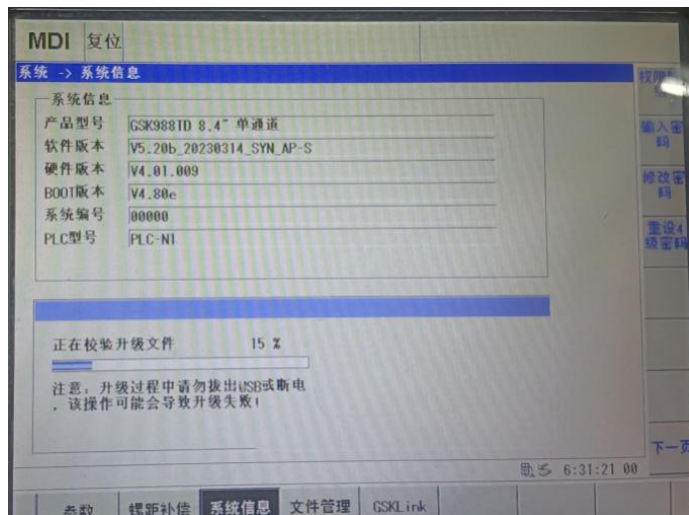 MDI 复位
系统 -> 系统信息
系统信息
产品型号 GSK988TD 8.4" 单通道
软件版本 V5.20b_20230314_SYN_AP-S
硬件版本 V4.01.009
BOOT版本 V4.80e
系统编号 00000
PLC型号 PLC-N1
正在校验升级文件 15 %
注意，升级过程中请勿拔出USB或断电
，该操作可能会导致升级失败！
输入密
码
修改密
码
重设4
级密码
下一页
6:31:21 00
参数 螺距补偿 系统信息 文件管理 GSKLink